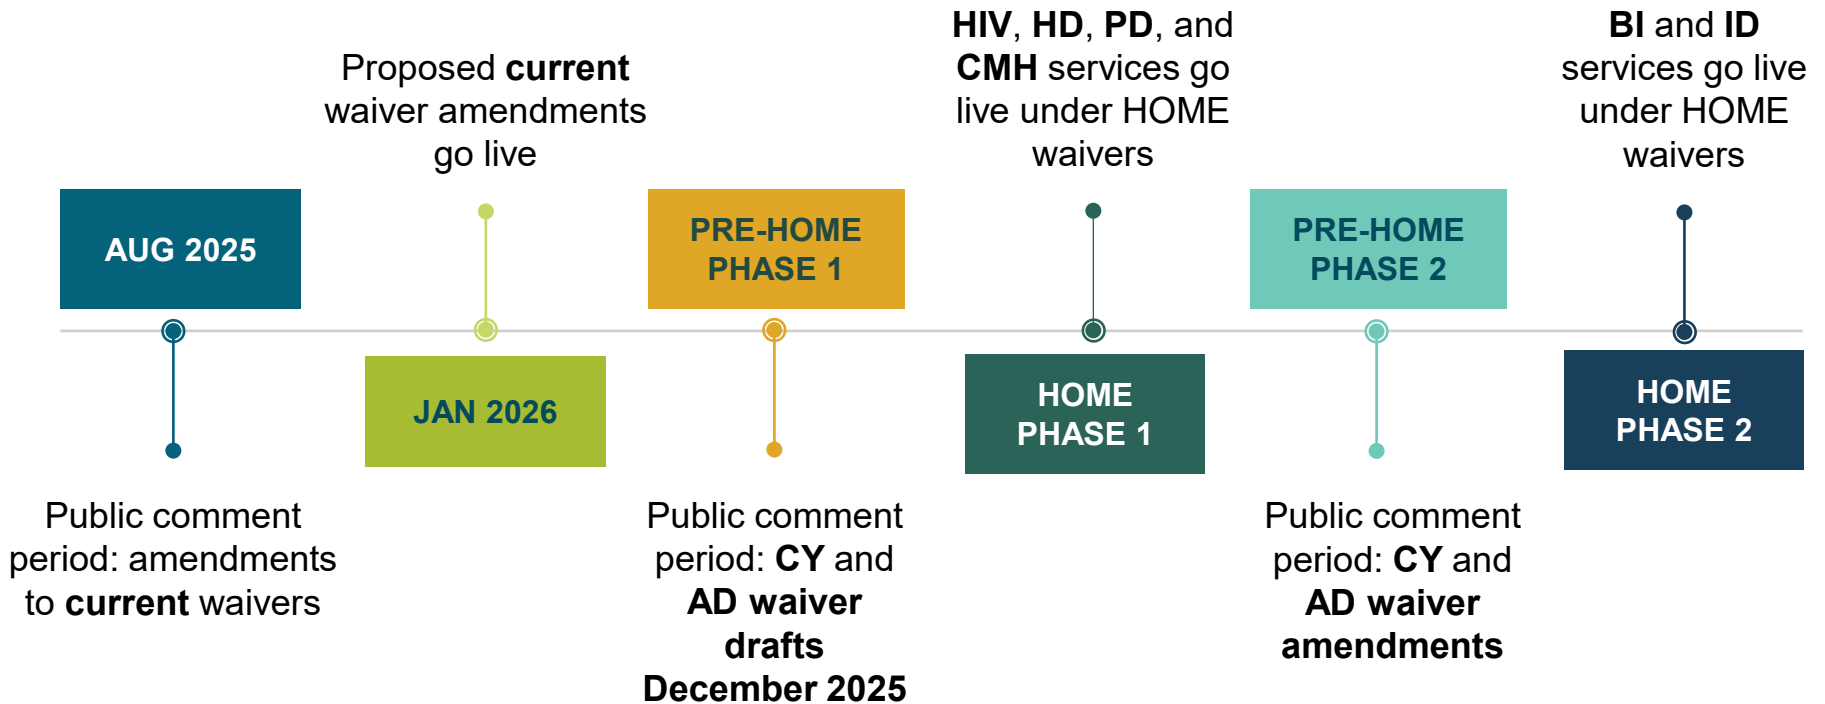 AUG 2025
Public comment
period: amendments
to current waivers
Proposed current
waiver amendments
go live
JAN 2026
PRE-HOME
PHASE 1
Public comment
period: CY and
AD waiver
drafts
December 2025
HIV, HD, PD, and
CMH services go
live under HOME
waivers
HOME
PHASE 1
PRE-HOME
PHASE 2
Public comment
period: CY and
AD waiver
amendments
BI and ID
services go live
under HOME
waivers
HOME
PHASE 2